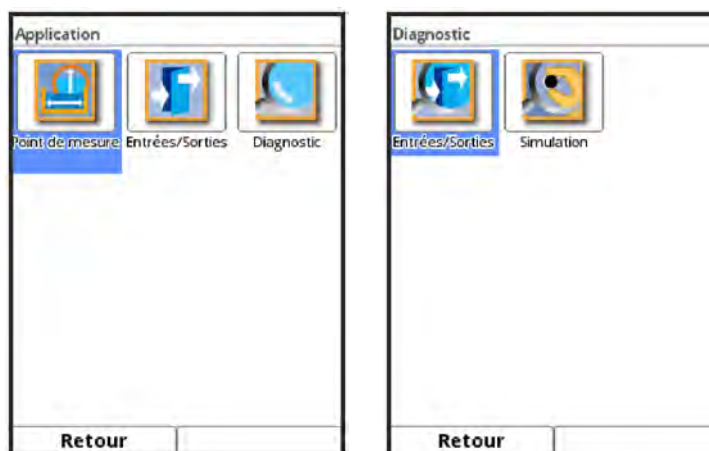 Application
Point de mesure Entrées/Sorties Diagnostic
Retour
Diagnostic
Entrées/Sorties Simulation
Retour